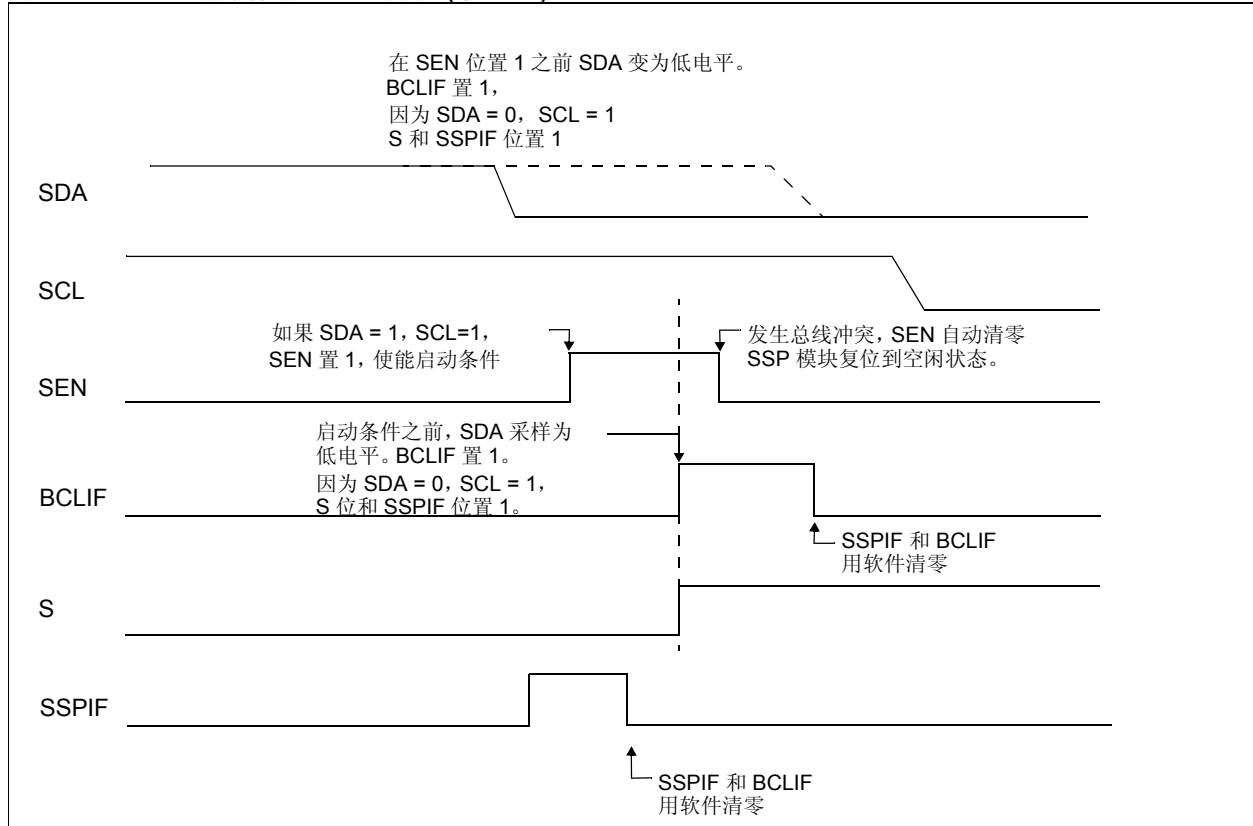 在 SEN 位置 1 之前 SDA 变为低电平。
BCLIF 置 1，
因为 SDA = 0，SCL = 1
S 和 SSPIF 位置 1
SDA
SCL
如果 SDA = 1，SCL=1，
SEN 置 1，使能启动条件
发生总线冲突，SEN 自动清零
SSP 模块复位到空闲状态。
SEN
启动条件之前，SDA 采样为
低电平。BCLIF 置 1。
因为 SDA = 0，SCL = 1，
S 位和 SSPIF 位置 1。
BCLIF
SSPIF 和 BCLIF
用软件清零
S
SSPIF
SSPIF 和 BCLIF
用软件清零